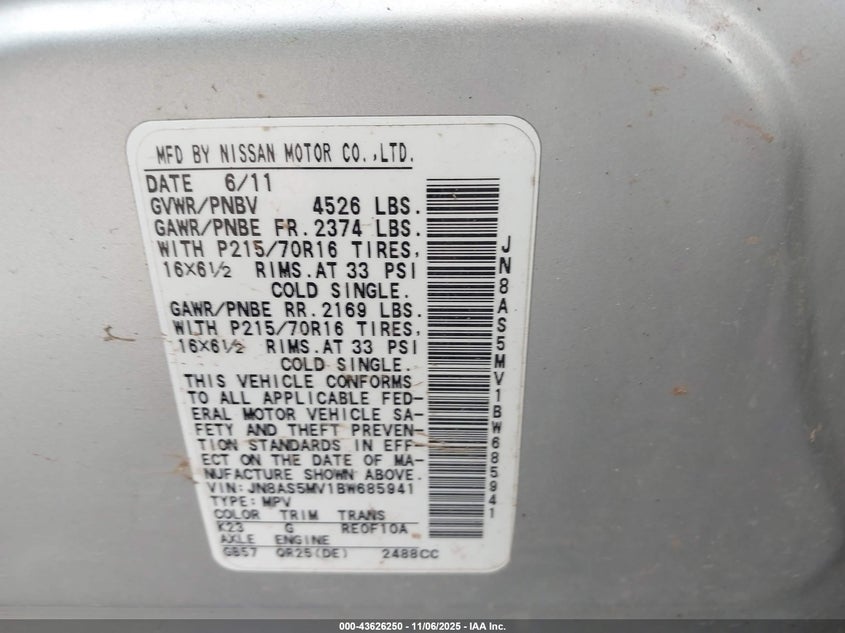 MFD BY NISSAN MOTOR CO.,LTD.
DATE 6/11
GVWR/PNBV 4526 LBS.
GAWR/PNBE FR.2374 LBS.
WITH P215/70R16 TIRES,
16×6½ RIMS.AT 33 PSI
COLD SINGLE.
GAWR/PNBE RR.2169 LBS.
WITH P215/70R16 TIRES,
16×6½ RIMS.AT 33 PSI
COLD SINGLE.
THIS VEHICLE CONFORMS
TO ALL APPLICABLE FED-
ERAL MOTOR VEHICLE SA-
FETY AND THEFT PREVEN-
TION STANDARDS IN EFF-
ECT ON THE DATE OF MA-
NUFACTURE SHOWN ABOVE.
VIN: JN8AS5MV1BW685941
TYPE: MPV
COLOR TRIM TRANS
K23 G RE0F10A
AXLE ENGINE
GB57 QR25(DE) 2488CC
JN8AS5MV1BW685941
000-43626250 - 11/06/2025 - IAA Inc.